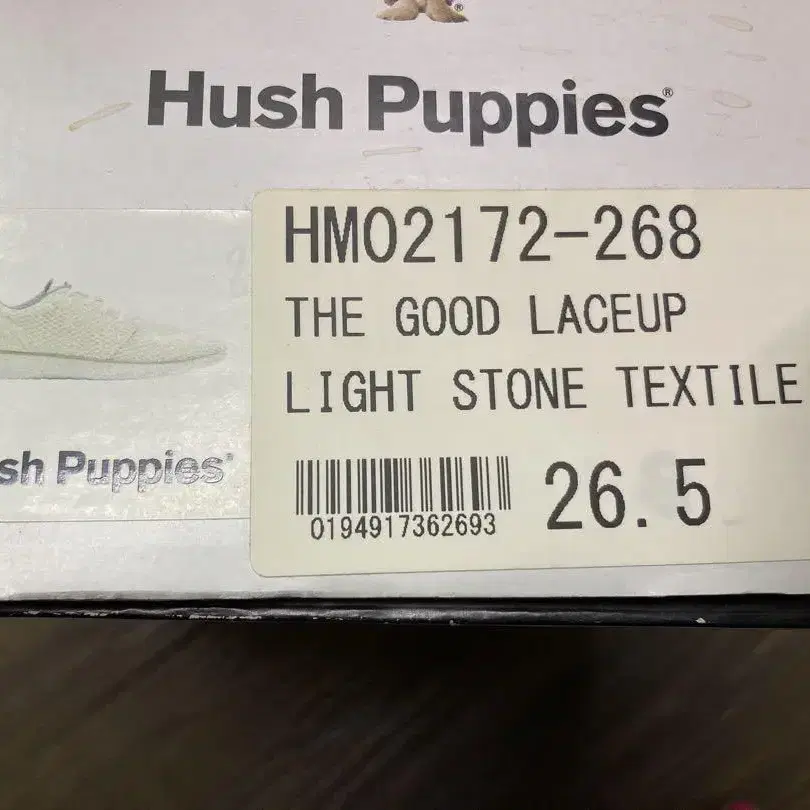 Hush Puppies®
HM02172-268
THE GOOD LACEUP
LIGHT STONE TEXTILE
sh Puppies®
0194917362693
26.5